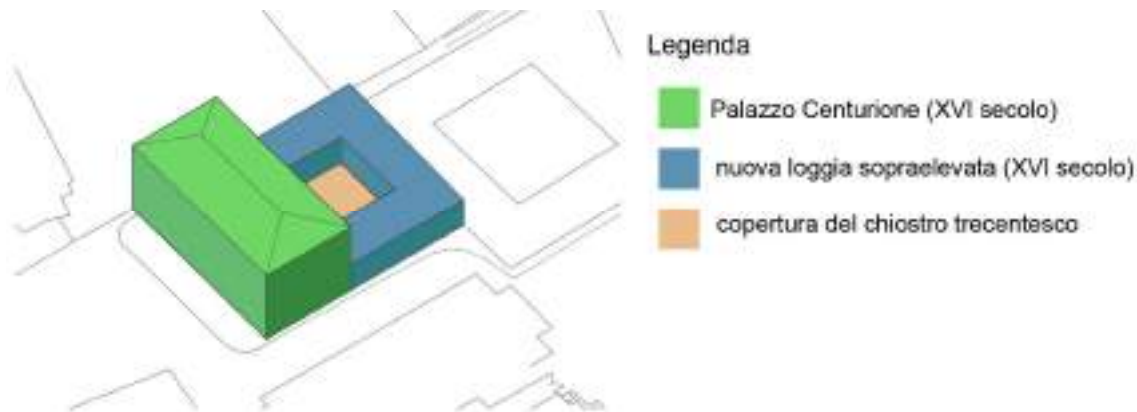 Legenda
Palazzo Centurione (XVI secolo)
nuova loggia sopraelevata (XVI secolo)
copertura del chiostro trecentesco